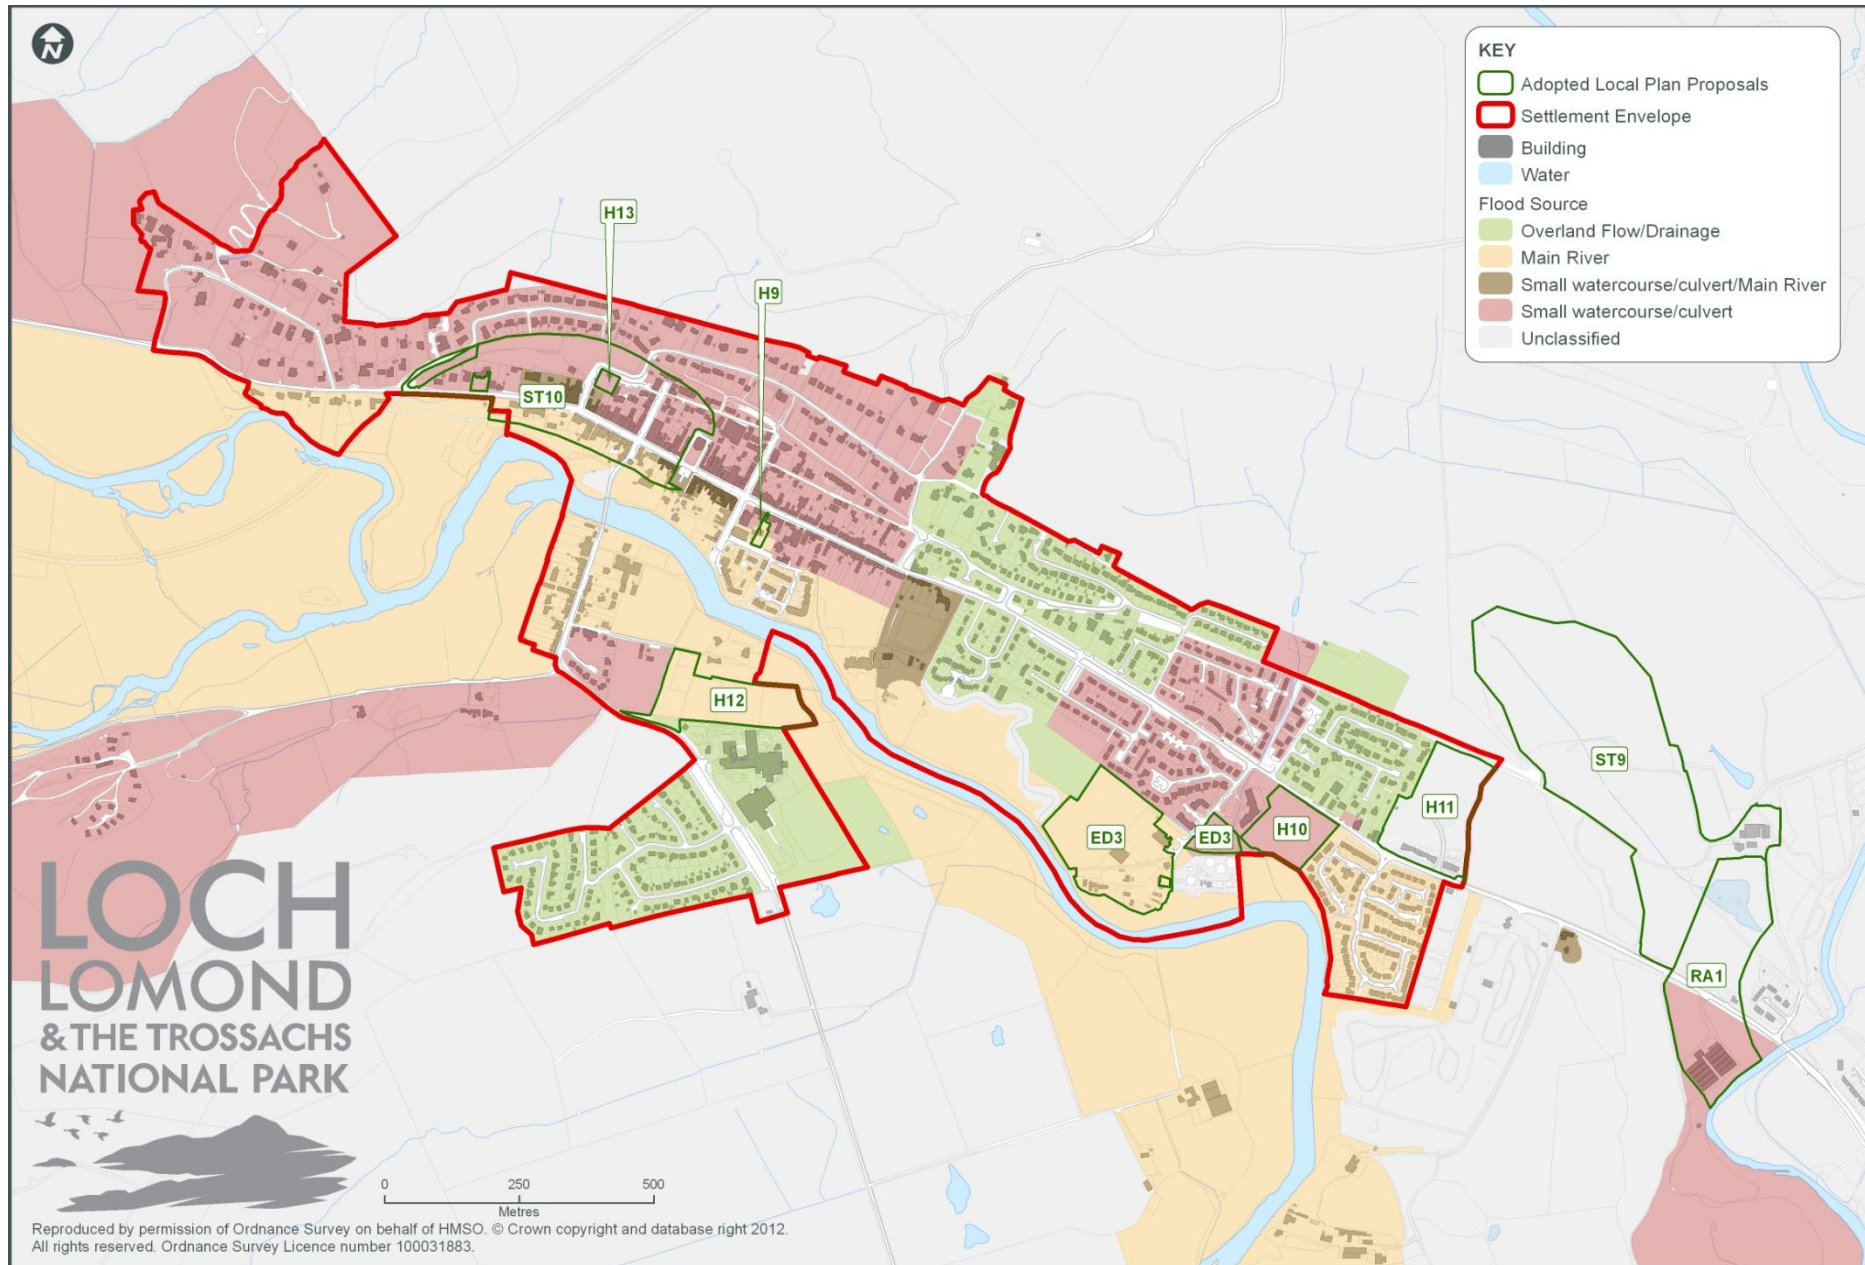 N
KEY
Adopted Local Plan Proposals
Settlement Envelope
Building
Water
Flood Source
Overland Flow/Drainage
Main River
Small watercourse/culvert/Main River
Small watercourse/culvert
Unclassified
H13
H9
ST10
H12
ST9
H11
ED3
ED3
H10
RA1
LOCH
LOMOND
& THE TROSSACHS
NATIONAL PARK
0 250 500
Metres
Reproduced by permission of Ordnance Survey on behalf of HMSO. © Crown copyright and database right 2012.
All rights reserved. Ordnance Survey Licence number 100031883.